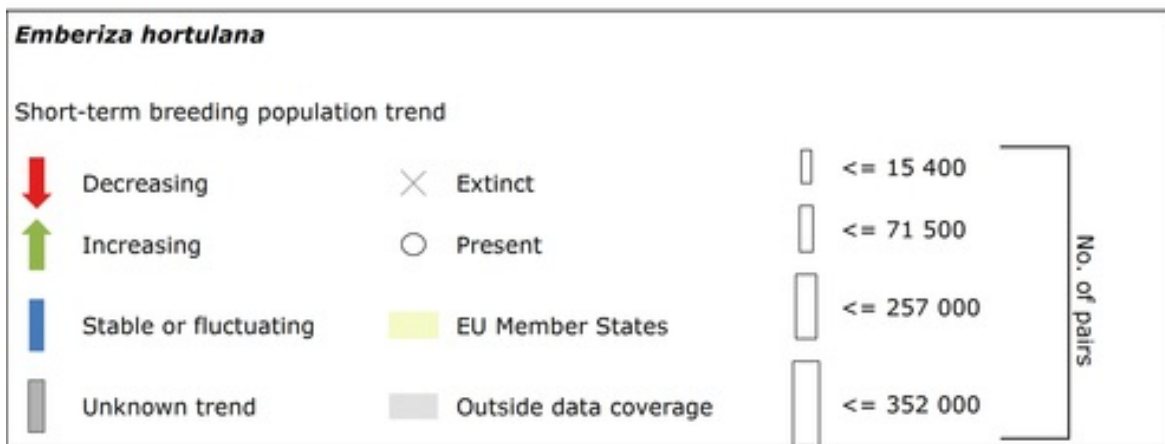 Emberiza hortulana
Short-term breeding population trend
Decreasing
Extinct
<= 15 400
Increasing
Present
<= 71 500
Stable or fluctuating
EU Member States
<= 257 000
Unknown trend
Outside data coverage
<= 352 000
No. of pairs